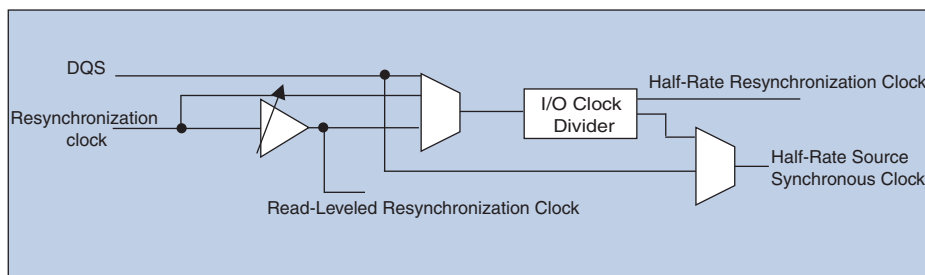 DQS
Half-Rate Resynchronization Clock
I/O Clock
Divider
Resynchronization
clock
Half-Rate Source
Synchronous Clock
Read-Leveled Resynchronization Clock